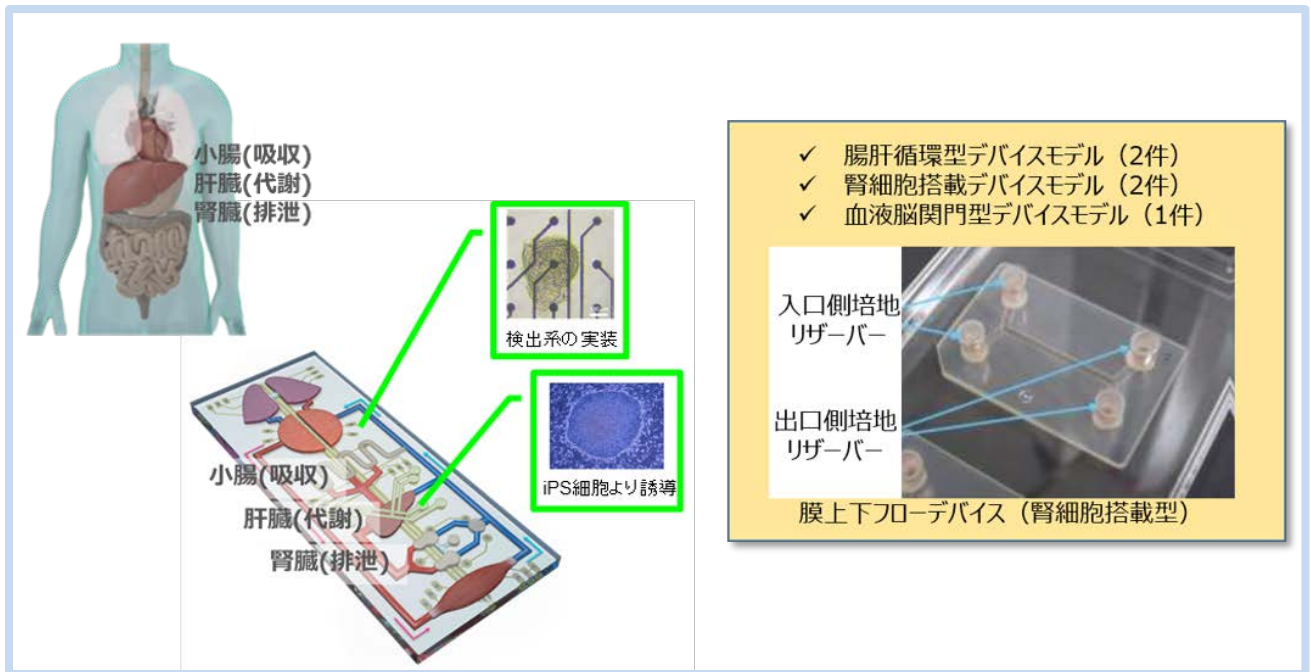 小腸(吸収)
肝臓(代謝)
腎臓(排泄)
検出系の実装
iPS細胞より誘導
小腸(吸収)
肝臓(代謝)
腎臓(排泄)
✓ 腸肝循環型デバイスモデル（2件）
✓ 腎細胞搭載デバイスモデル（2件）
✓ 血液脳関門型デバイスモデル（1件）
入口側培地
リザーバー
出口側培地
リザーバー
膜上下フローデバイス（腎細胞搭載型）